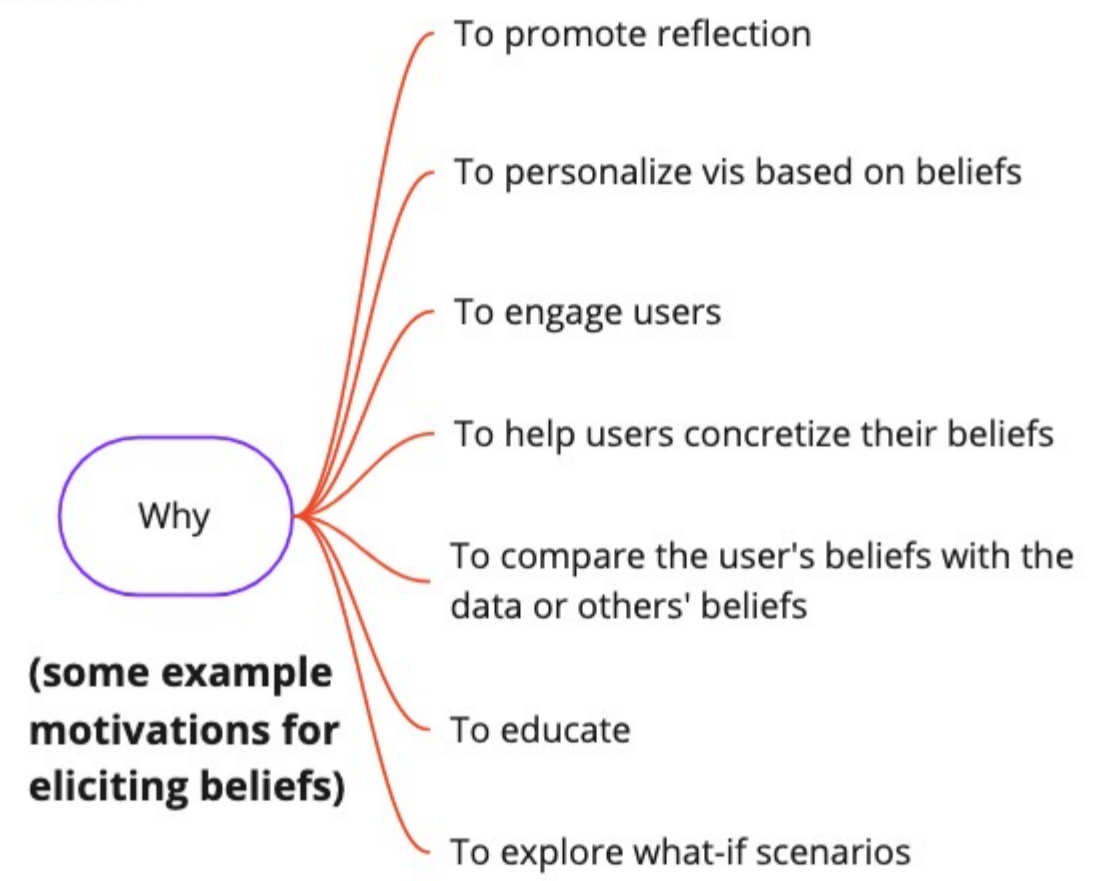 To promote reflection
To personalize vis based on beliefs
To engage users
To help users concretize their beliefs
Why
To compare the user's beliefs with the
data or others' beliefs
(some example
motivations for
eliciting beliefs)
To educate
To explore what-if scenarios